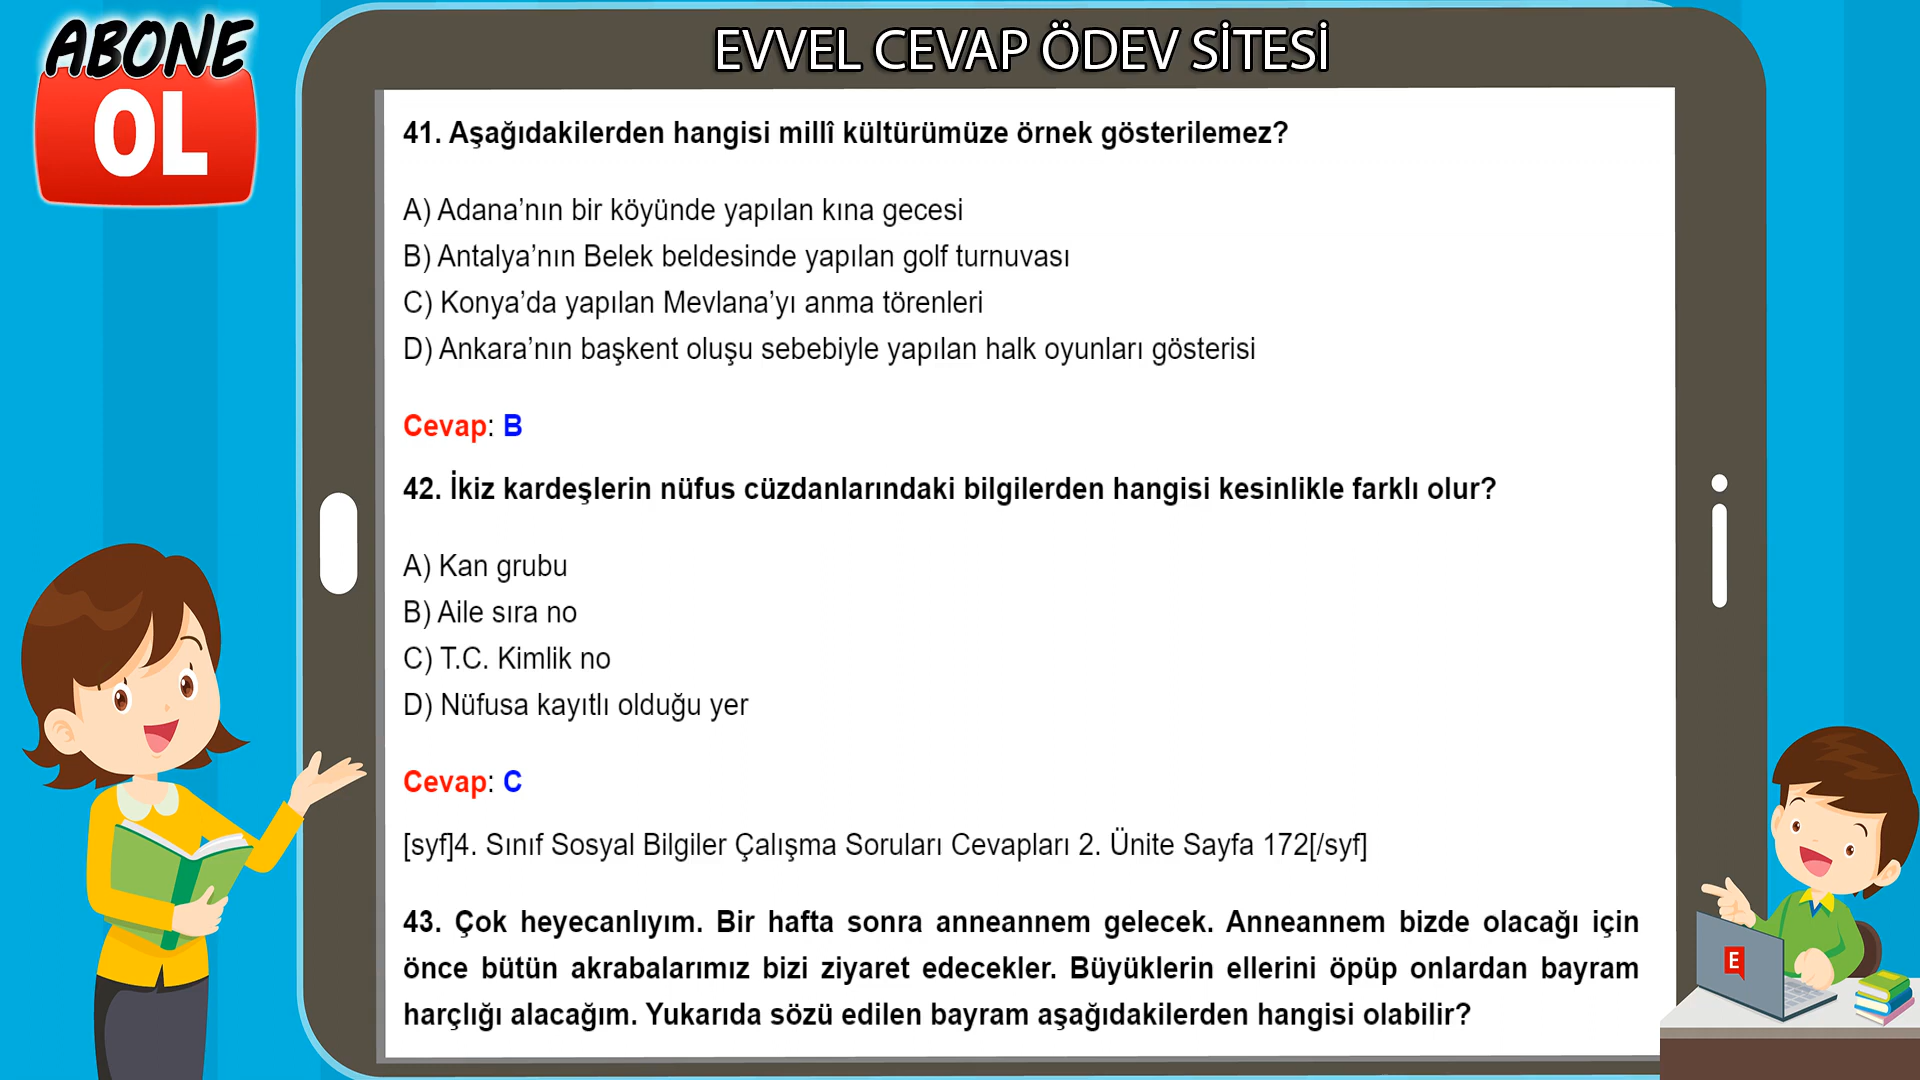 ABONE
OL
EVVEL CEVAP ÖDEV SİTESİ
41. Aşağıdakilerden hangisi millî kültürümüze örnek gösterilemez?
A) Adana’nın bir köyünde yapılan kına gecesi
B) Antalya’nın Belek beldesinde yapılan golf turnuvası
C) Konya’da yapılan Mevlana’yı anma törenleri
D) Ankara’nın başkent oluşu sebebiyle yapılan halk oyunları gösterisi
Cevap: B
42. İkiz kardeşlerin nüfus cüzdanlarındaki bilgilerden hangisi kesinlikle farklı olur?
A) Kan grubu
B) Aile sıra no
C) T.C. Kimlik no
D) Nüfusa kayıtlı olduğu yer
Cevap: C
[syf]4. Sınıf Sosyal Bilgiler Çalışma Soruları Cevapları 2. Ünite Sayfa 172[/syf]
43. Çok heyecanlıyım. Bir hafta sonra anneannem gelecek. Anneannem bizde olacağı için
önce bütün akrabalarımız bizi ziyaret edecekler. Büyüklerin ellerini öpüp onlardan bayram
harçlığı alacağım. Yukarıda sözü edilen bayram aşağıdakilerden hangisi olabilir?
E